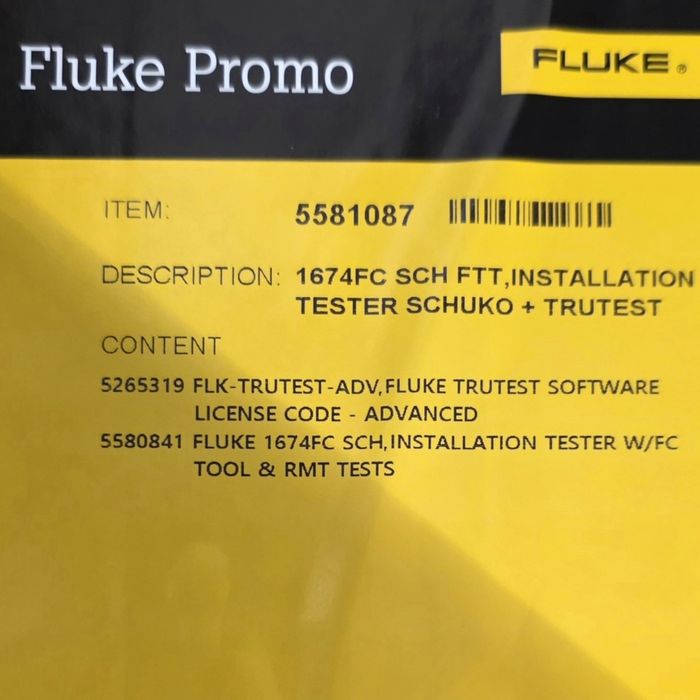 Fluke Promo
FLUKE ®
ITEM: 5581087
DESCRIPTION: 1674FC SCH FTT,INSTALLATION
TESTER SCHUKO + TRUTEST
CONTENT
5265319 FLK-TRUTEST-ADV,FLUKE TRUTEST SOFTWARE
LICENSE CODE - ADVANCED
5580841 FLUKE 1674FC SCH,INSTALLATION TESTER W/FC
TOOL & RMT TESTS